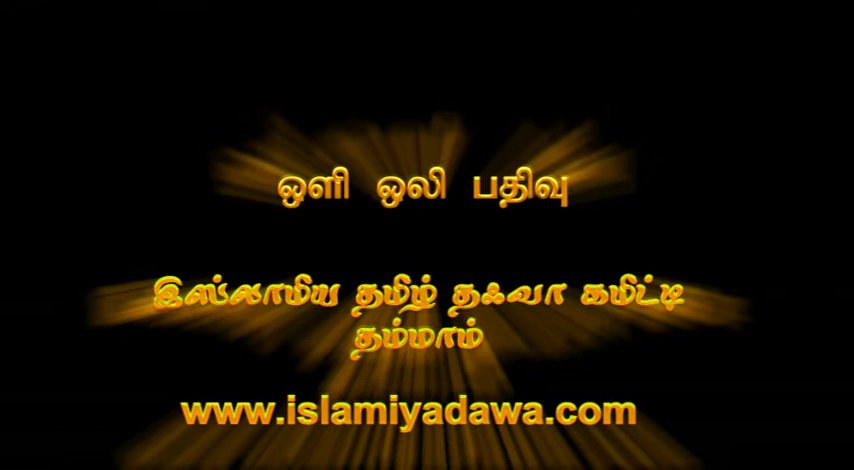 ஒளி ஒலி பதிவு
இஸ்லாமிய தமிழ் தஃவா கமிட்டி
தம்மாம்
www.islamiyadawa.com